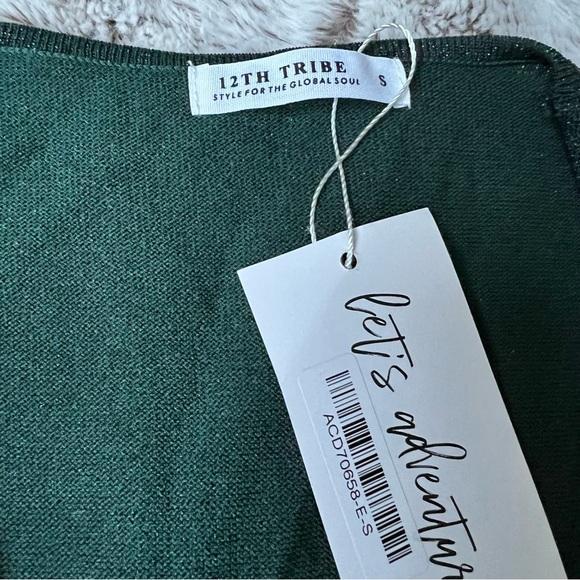 12TH TRIBE
STYLE FOR THE GLOBAL SOUL
S
let's adventur
ACD70658-E-S